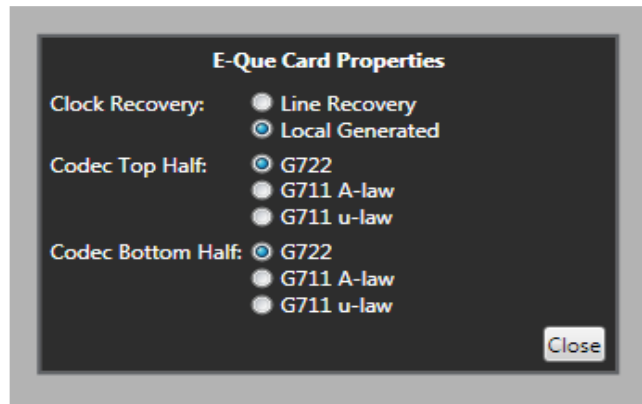 E-Que Card Properties
Clock Recovery: Line Recovery
Local Generated
Codec Top Half: G722
G711 A-law
G711 u-law
Codec Bottom Half: G722
G711 A-law
G711 u-law
Close